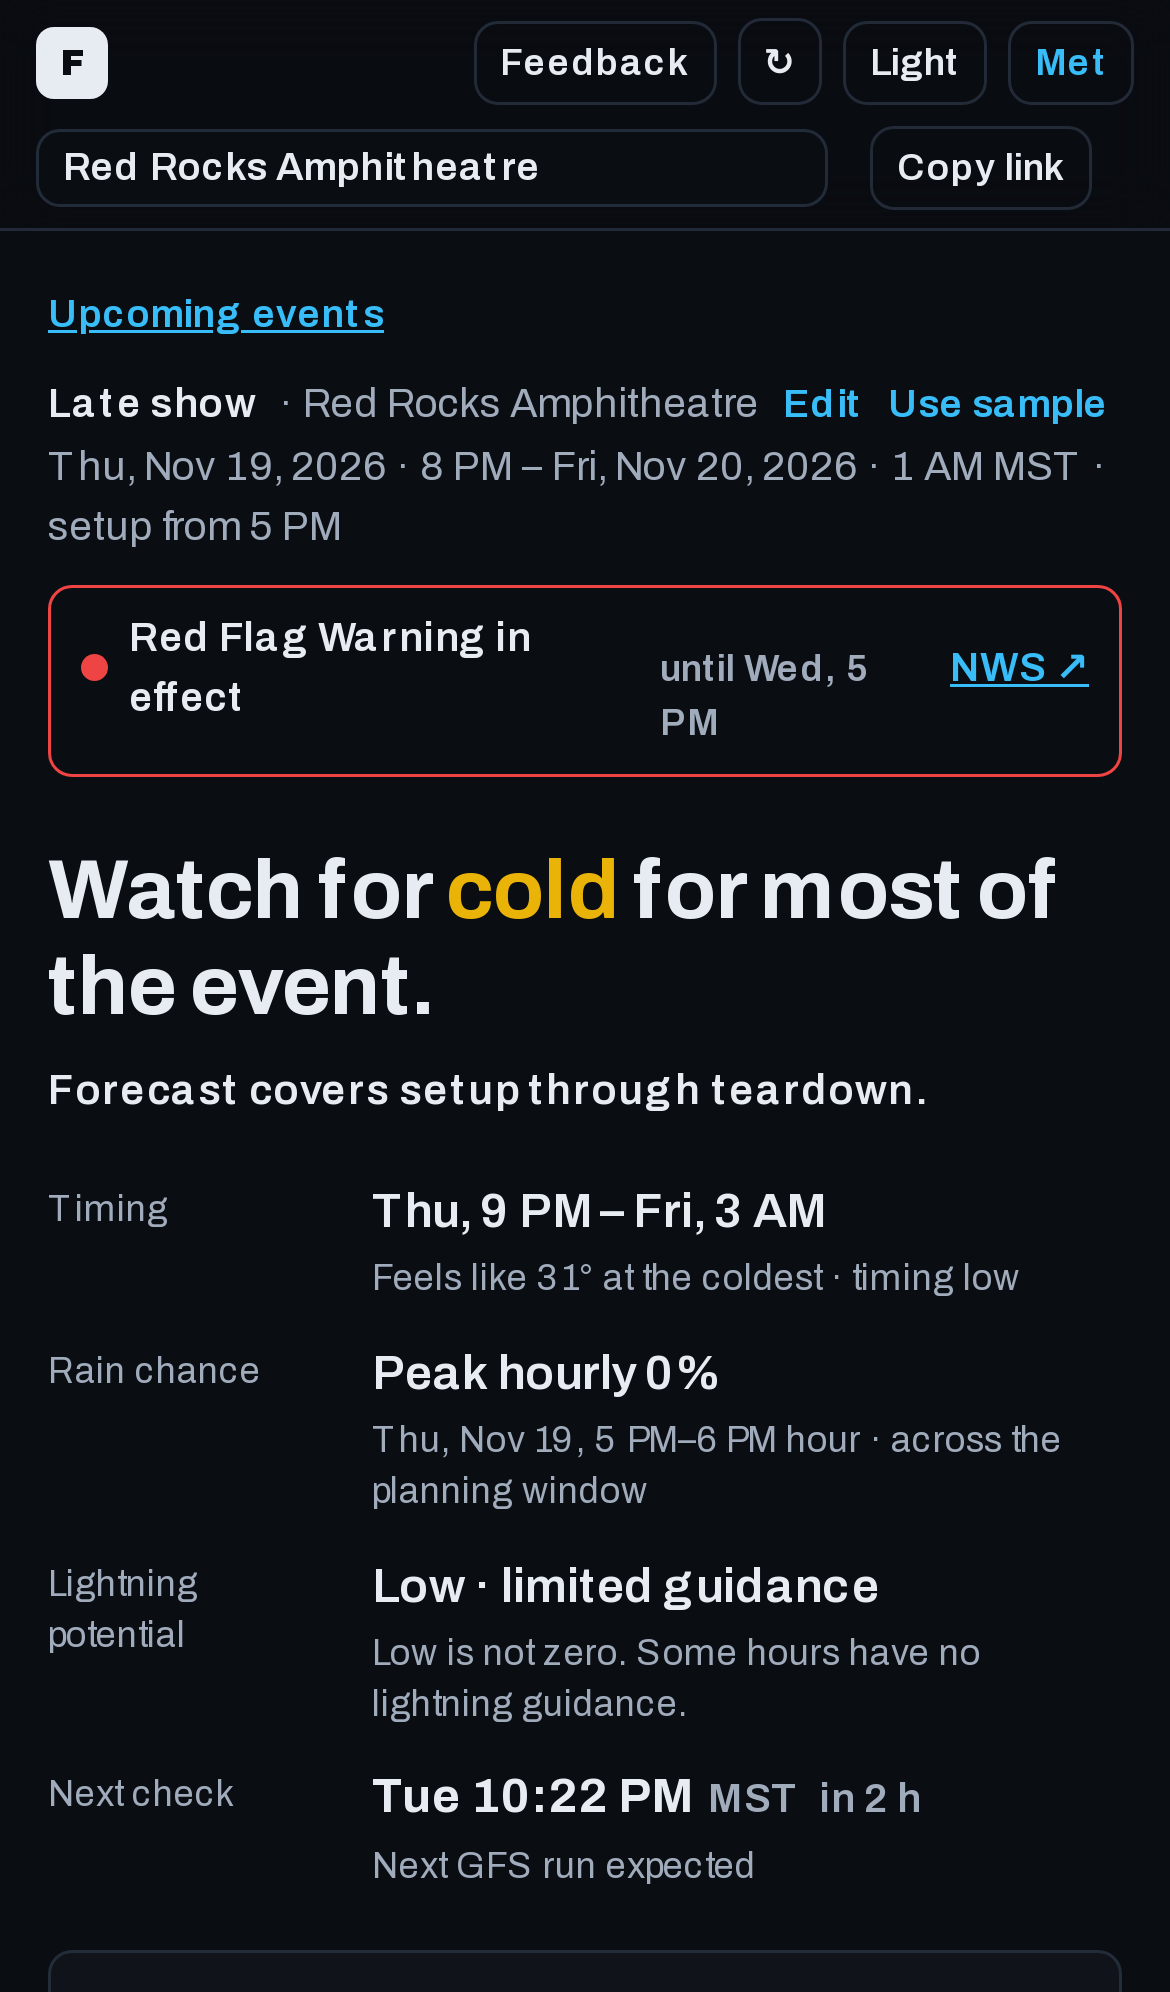 F
Feedback ↻ Light Met
Red Rocks Amphitheatre Copy link
Upcoming events
Late show · Red Rocks Amphitheatre Edit Use sample
Thu, Nov 19, 2026 · 8 PM – Fri, Nov 20, 2026 · 1 AM MST ·
setup from 5 PM
Red Flag Warning in
effect
until Wed, 5
PM
NWS ↗
Watch for cold for most of
the event.
Forecast covers setup through teardown.
Timing
Thu, 9 PM – Fri, 3 AM
Feels like 31° at the coldest · timing low
Rain chance
Peak hourly 0%
Thu, Nov 19, 5 PM–6 PM hour · across the
planning window
Lightning
potential
Low · limited guidance
Low is not zero. Some hours have no
lightning guidance.
Next check
Tue 10:22 PM MST in 2 h
Next GFS run expected